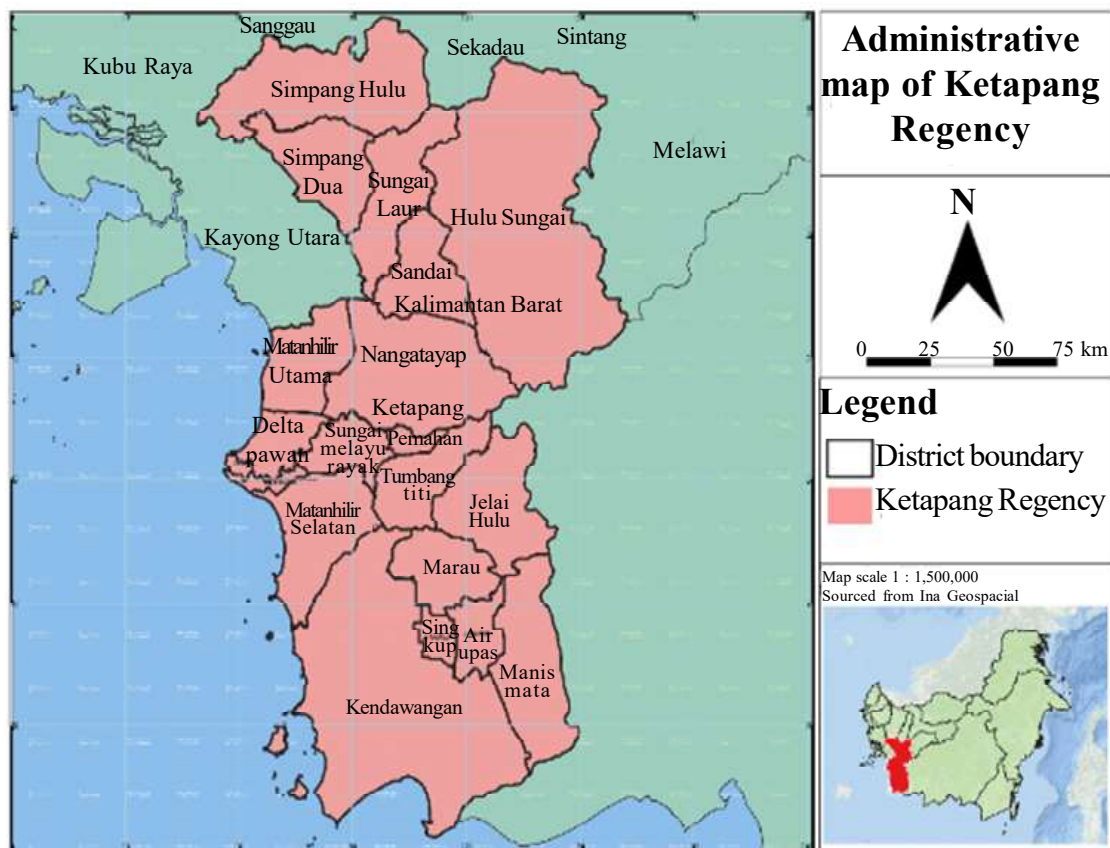 Sanggau
Sintang
Sekadau
Kubu Raya
Simpang Hulu
Melawi
Simpang
Dua
Sungai
Laur
Hulu Sungai
Kayong Utara
Sandai
Kalimantan Barat
Matanhilir
Utama
Nangatayap
Ketapang
Delta
pawan
Sungai
melayu
rayak
Pemahan
Tumbang
titi
Jelai
Hulu
Matanhilir
Selatan
Marau
Sing
kup
Air
upas
Manis
mata
Kendawangan
Administrative
map of Ketapang
Regency
N
0 25 50 75 km
Legend
District boundary
Ketapang Regency
Map scale 1 : 1,500,000
Sourced from Ina Geospacial